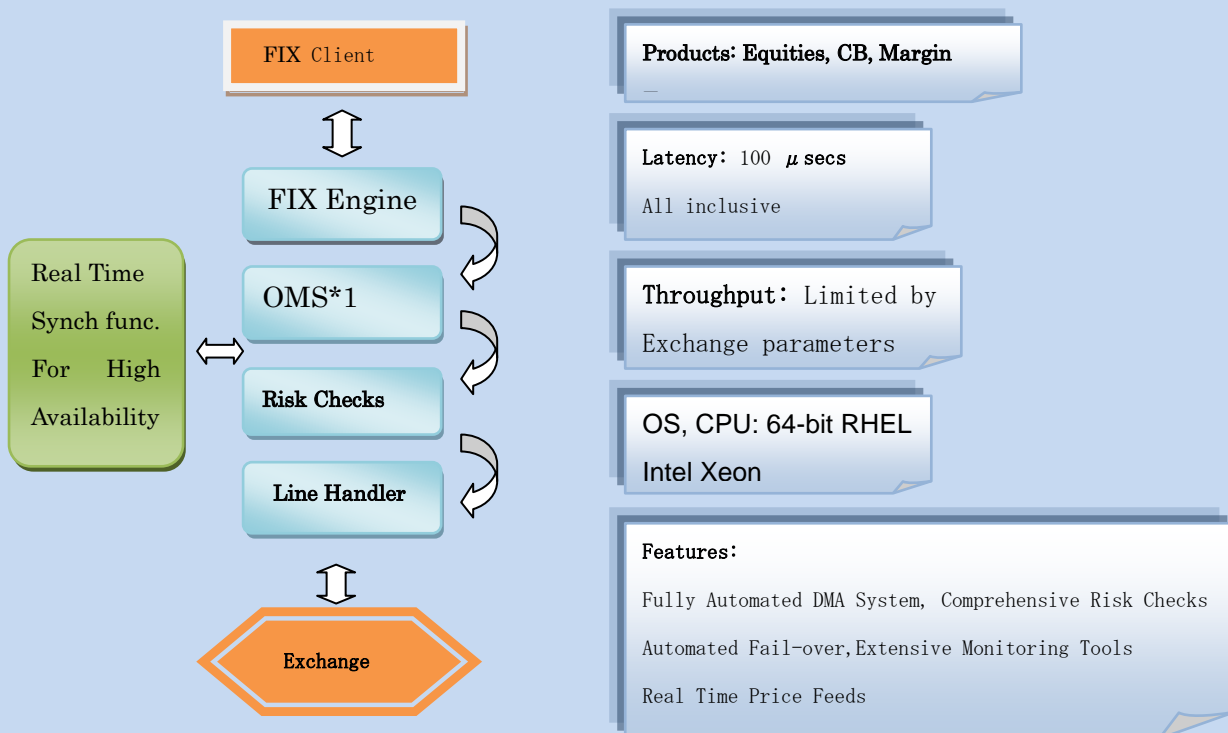 FIX Client
FIX Engine
OMS*1
Risk Checks
Line Handler
Exchange
Real Time
Synch func.
For High
Availability
Products: Equities, CB, Margin
Latency: 100 μsecs
All inclusive
Throughput: Limited by
Exchange parameters
OS, CPU: 64-bit RHEL
Intel Xeon
Features:
Fully Automated DMA System, Comprehensive Risk Checks
Automated Fail-over,Extensive Monitoring Tools
Real Time Price Feeds